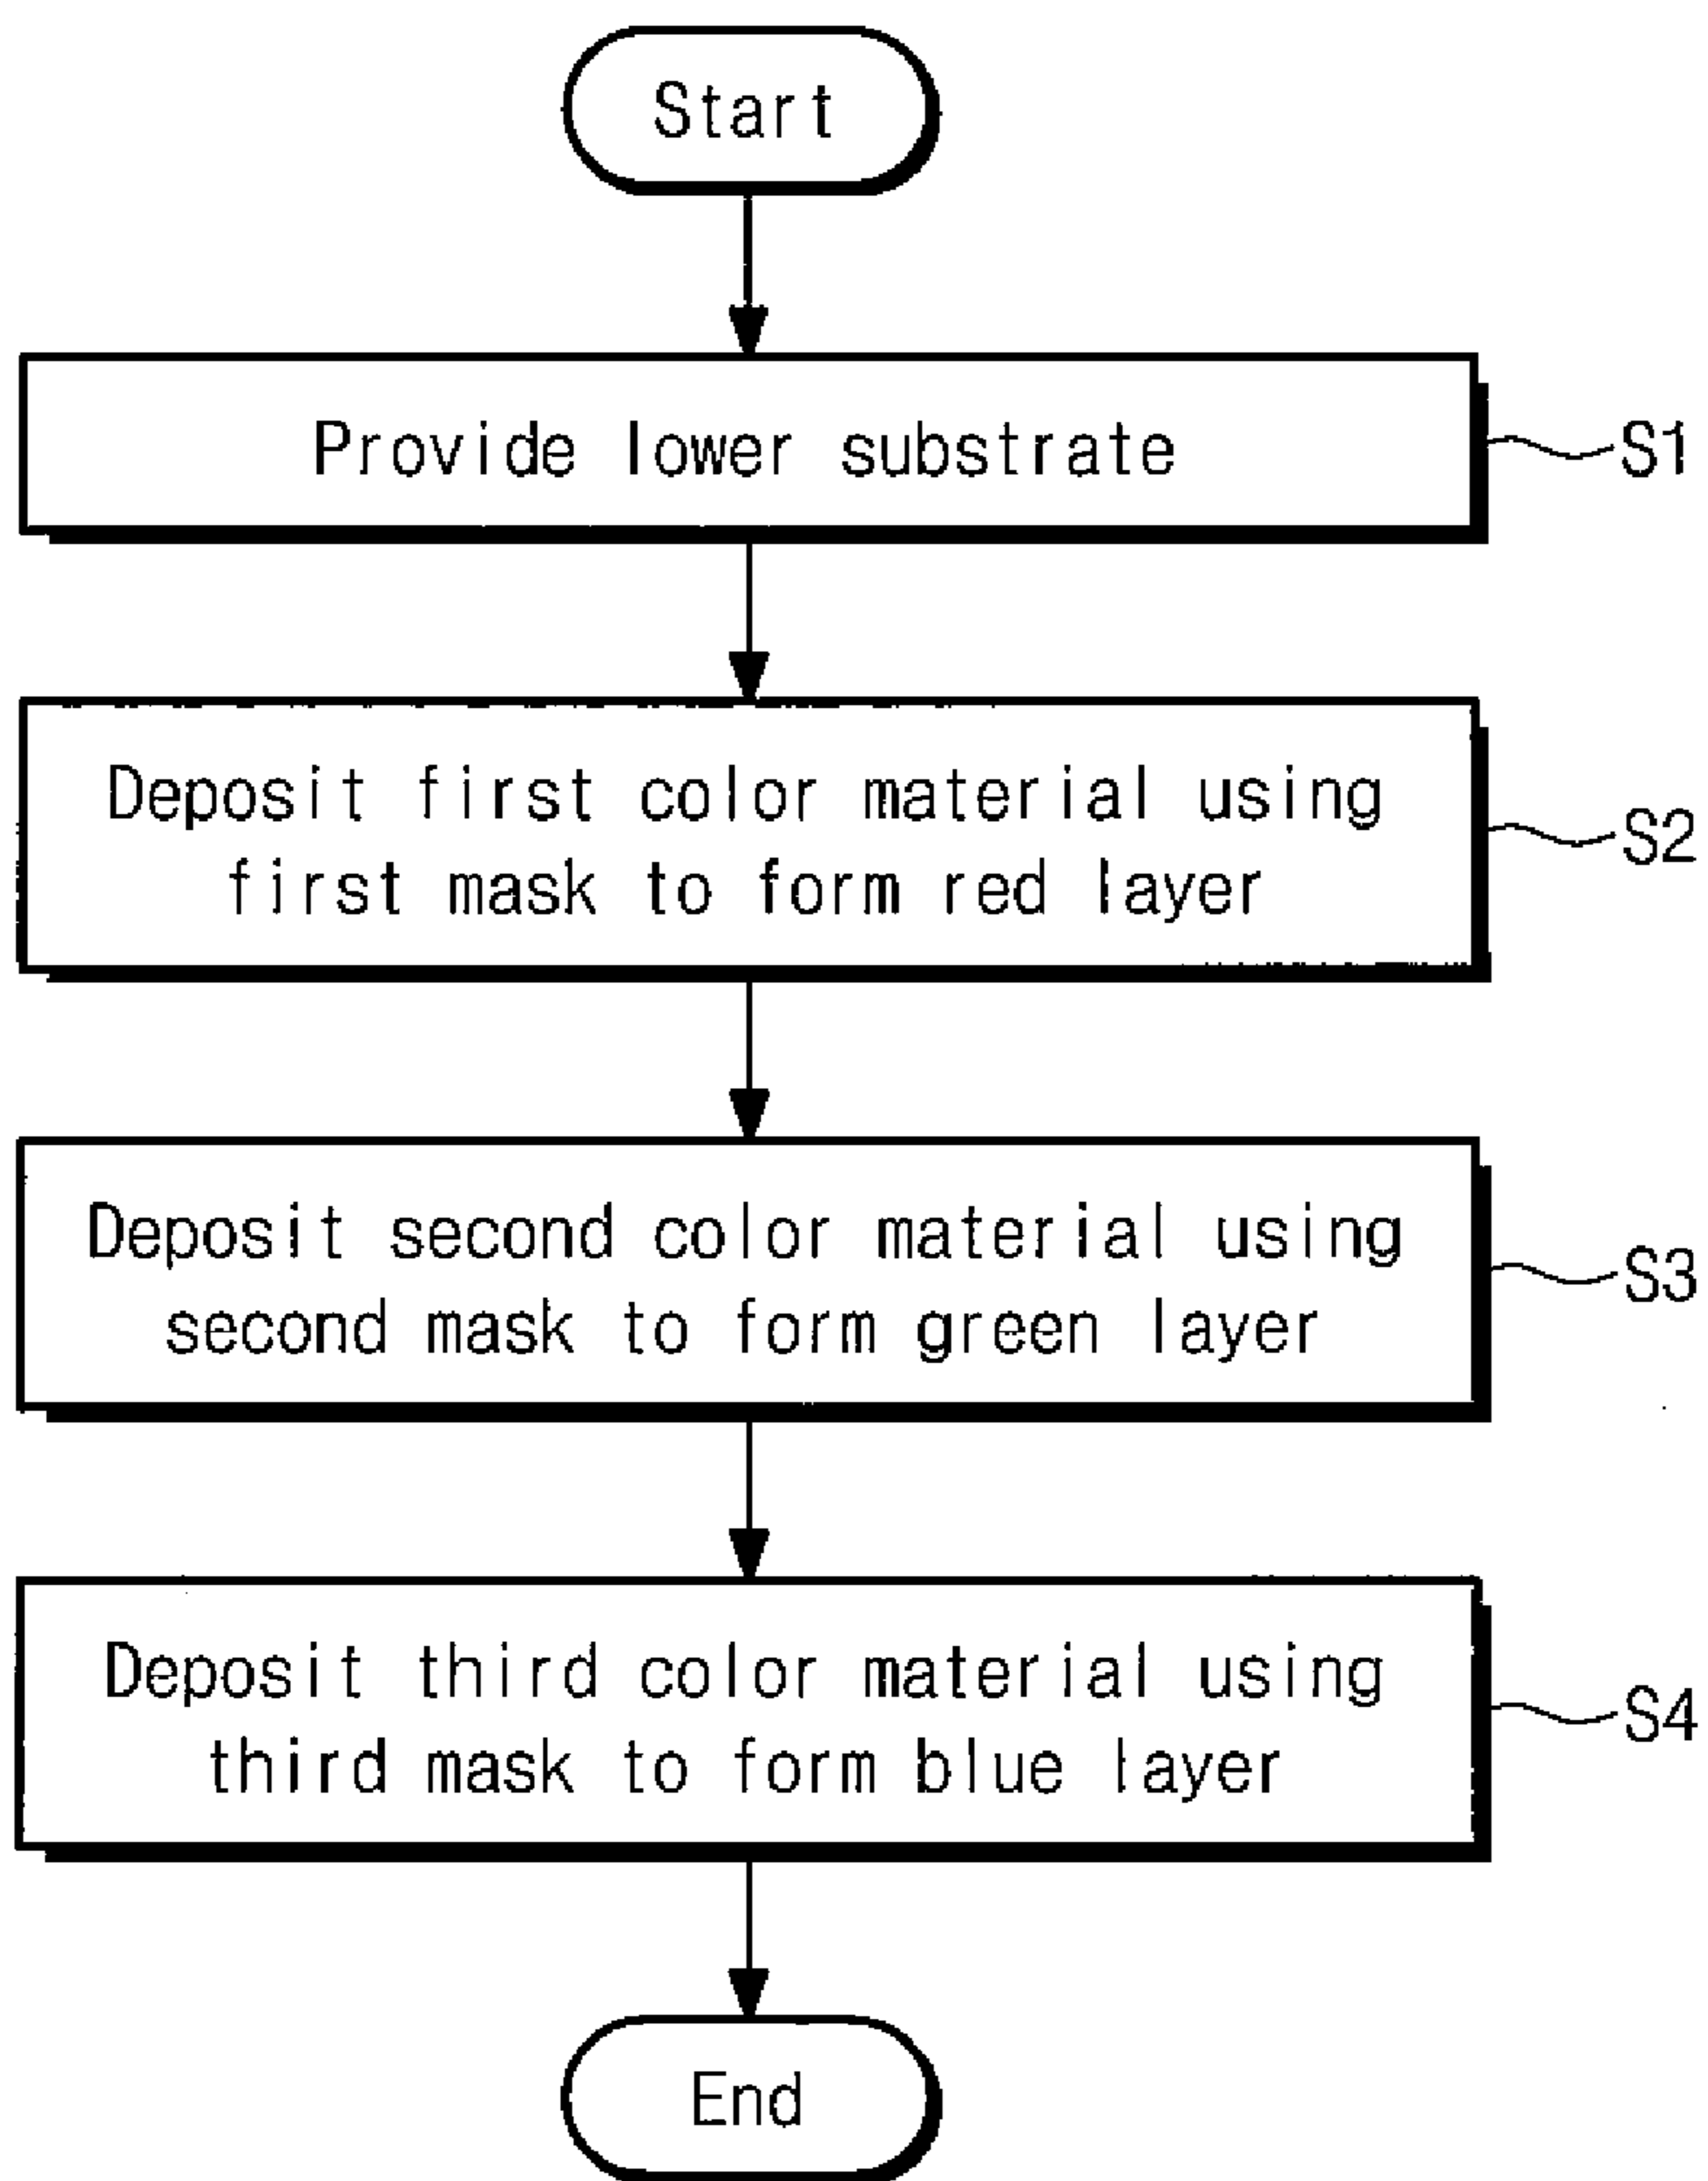 Start
Provide lower substrate
S1
Deposit first color material using
first mask to form red layer
S2
Deposit second color material using
second mask to form green layer
S3
Deposit third color material using
third mask to form blue layer
S4
End